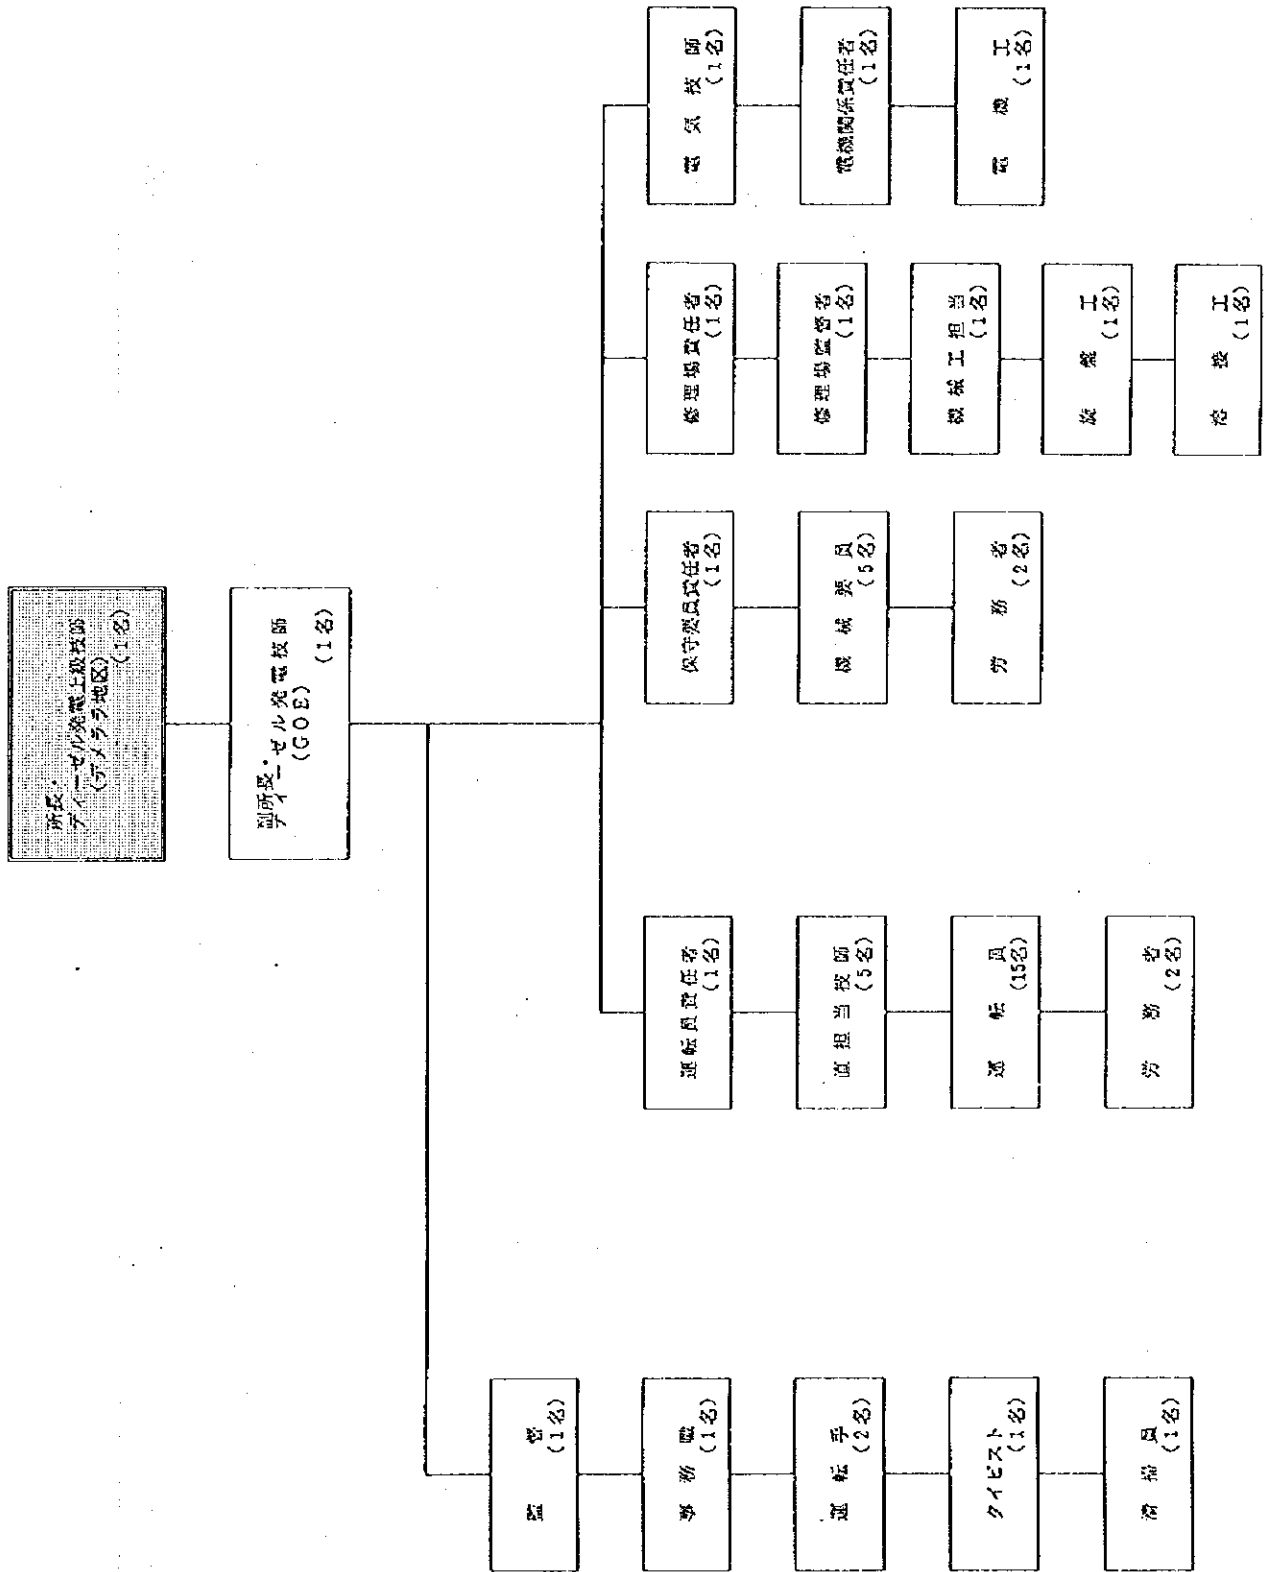 所長・
ディーゼル発電上級技師
(デメララ地区)
(1名)
副所長・
ディーゼル発電技師
(GOE)
(1名)
監督
(1名)
事務職
(1名)
運転手
(2名)
タイピスト
(1名)
清掃員
(1名)
運転員責任者
(1名)
直担当技師
(5名)
運転員
(15名)
労務者
(2名)
保守要員責任者
(1名)
機械要員
(5名)
労務者
(2名)
修理場責任者
(1名)
修理場監督者
(1名)
機械工担当
(1名)
旋盤工
(1名)
溶接工
(1名)
電気技師
(1名)
電機関係責任者
(1名)
電機工
(1名)